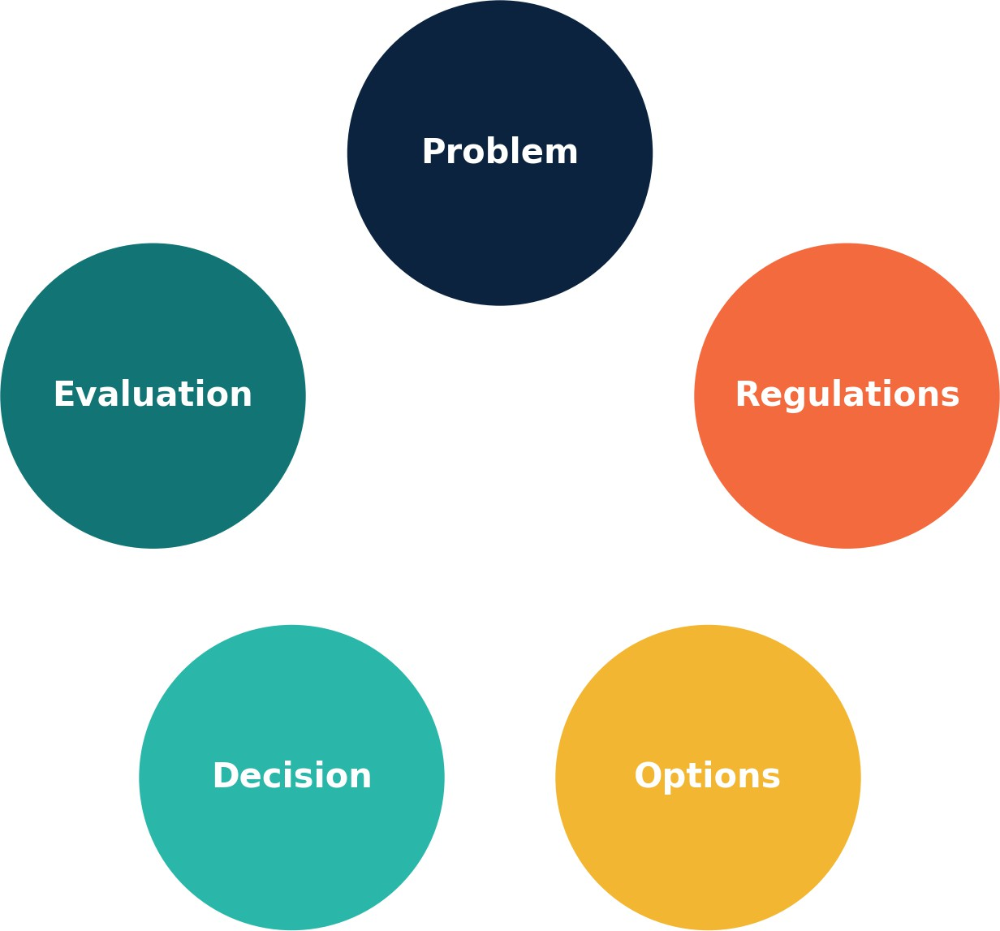 Problem
Evaluation
Regulations
Decision
Options